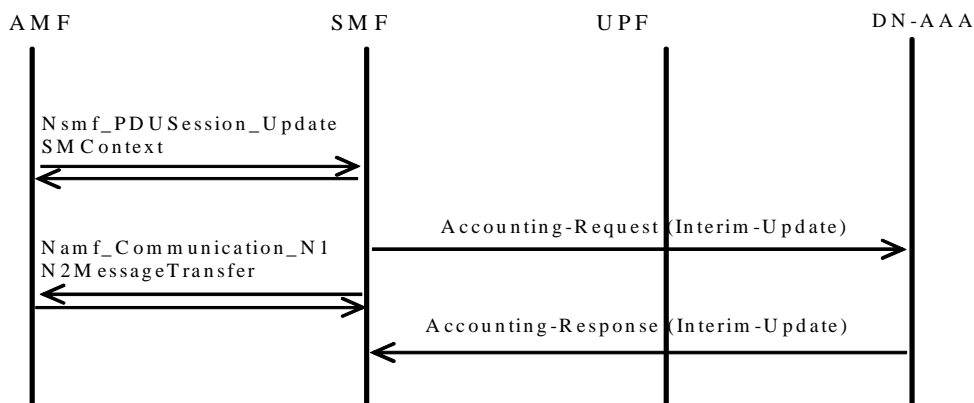 AMF
SMF
UPF
DN-AAA
Nsmf_PDUSession_Update
SMContext
Accounting-Request (Interim-Update)
Namf_Communication_N1
N2MessageTransfer
Accounting-Response (Interim-Update)